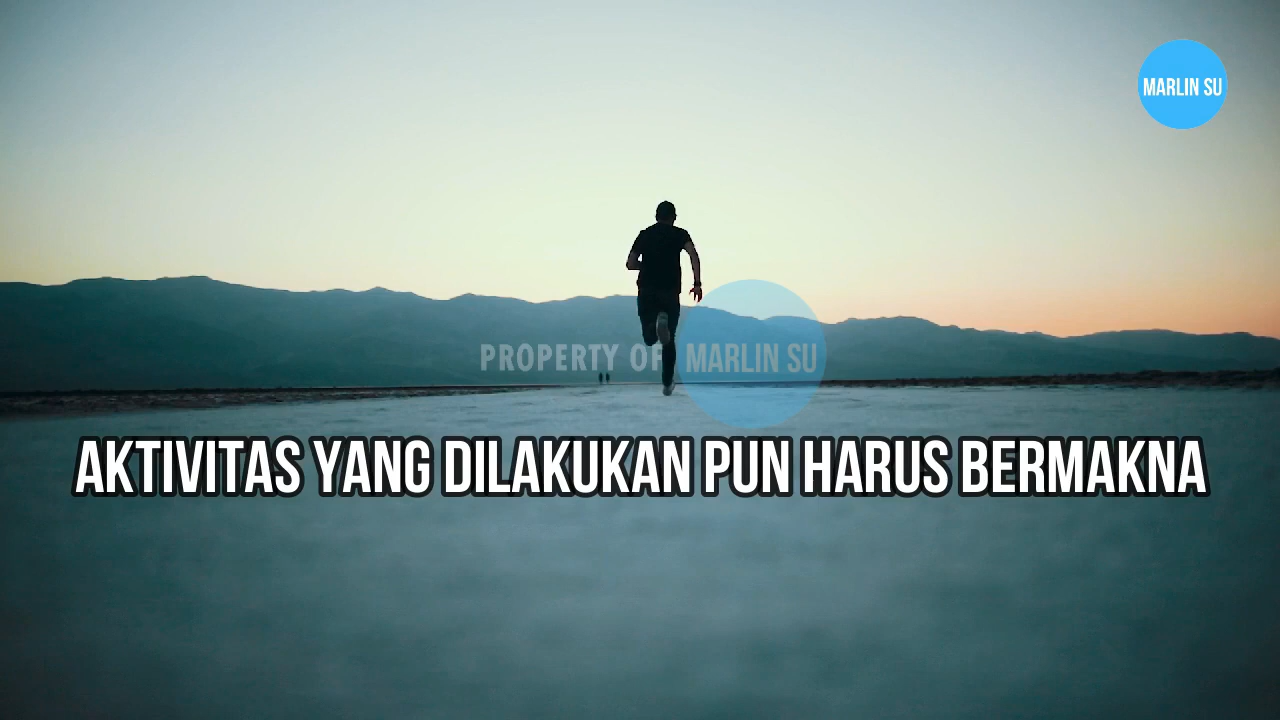 MARLIN SU
PROPERTY OF MARLIN SU
AKTIVITAS YANG DILAKUKAN PUN HARUS BERMAKNA